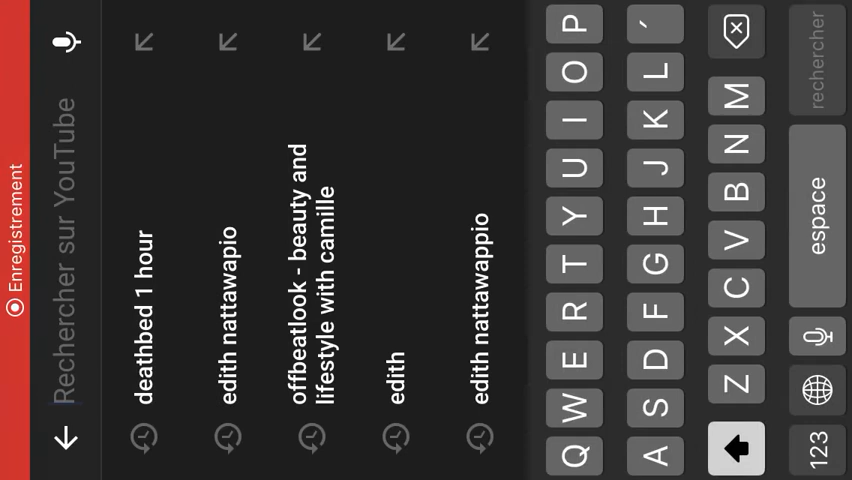 Enregistrement
Rechercher sur YouTube
deathbed 1 hour
edith nattawapio
offbeatlook - beauty and
lifestyle with camille
edith
edith nattawappio
Q W E R T Y U I O P
A S D F G H J K L ´
Z X C V B N M
123 espace rechercher